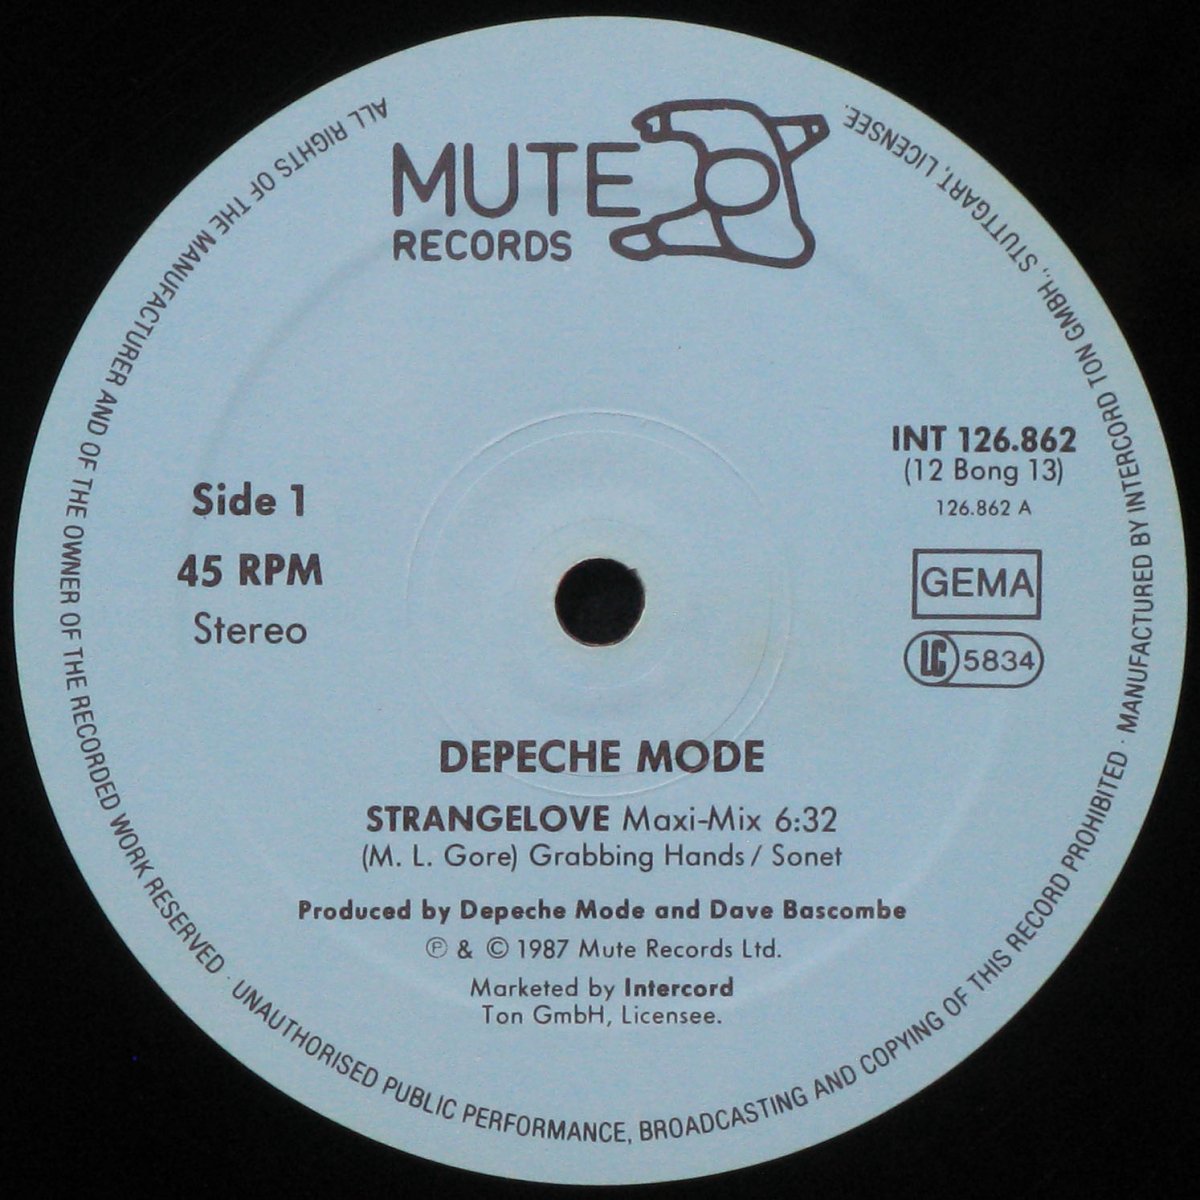 MUTE
RECORDS
INT 126.862
(12 Bong 13)
126.862 A
Side 1
45 RPM
Stereo
GEMA
LC 5834
DEPECHE MODE
STRANGELOVE Maxi-Mix 6:32
(M. L. Gore) Grabbing Hands / Sonet
Produced by Depeche Mode and Dave Bascombe
℗ & © 1987 Mute Records Ltd.
Marketed by Intercord
Ton GmbH, Licensee.
ALL RIGHTS OF THE MANUFACTURER AND OF THE OWNER OF THE RECORDED WORK RESERVED · UNAUTHORISED PUBLIC PERFORMANCE, BROADCASTING AND COPYING OF THIS RECORD PROHIBITED · MANUFACTURED BY INTERCORD TON GMBH., STUTTGART, LICENSEE.